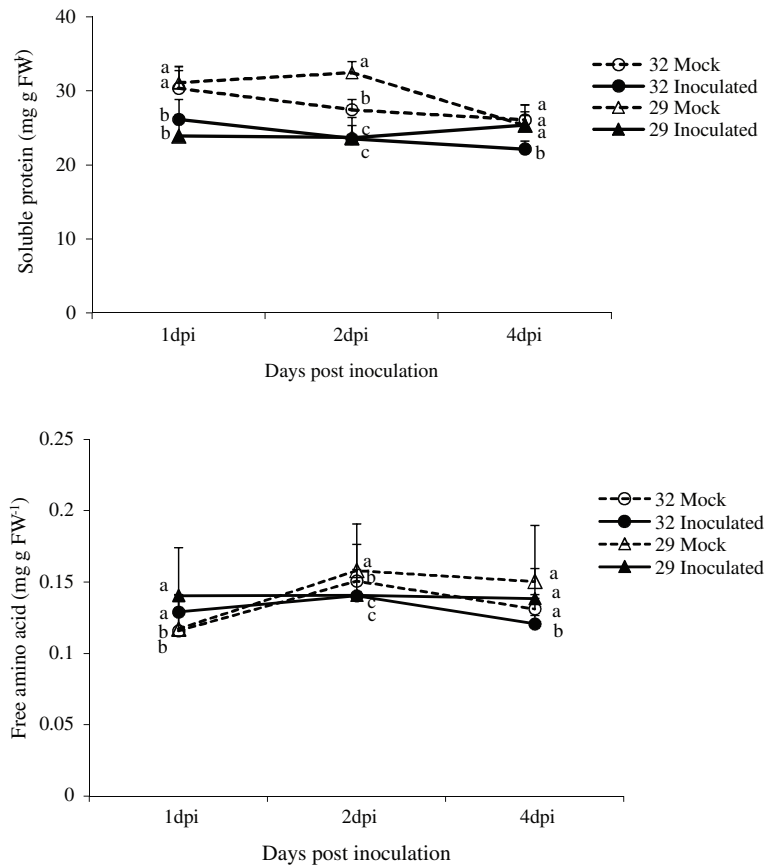 40
30
20
10
0
Soluble protein (mg g FW)
a
a
b
b
a
b
c
c
a
a
a
b
1dpi
2dpi
4dpi
Days post inoculation
32 Mock
32 Inoculated
29 Mock
29 Inoculated
0.25
0.2
0.15
0.1
0.05
0
Free amino acid (mg g FW⁻¹)
a
a
b
b
a
b
c
c
a
a
a
b
1dpi
2dpi
4dpi
Days post inoculation
32 Mock
32 Inoculated
29 Mock
29 Inoculated